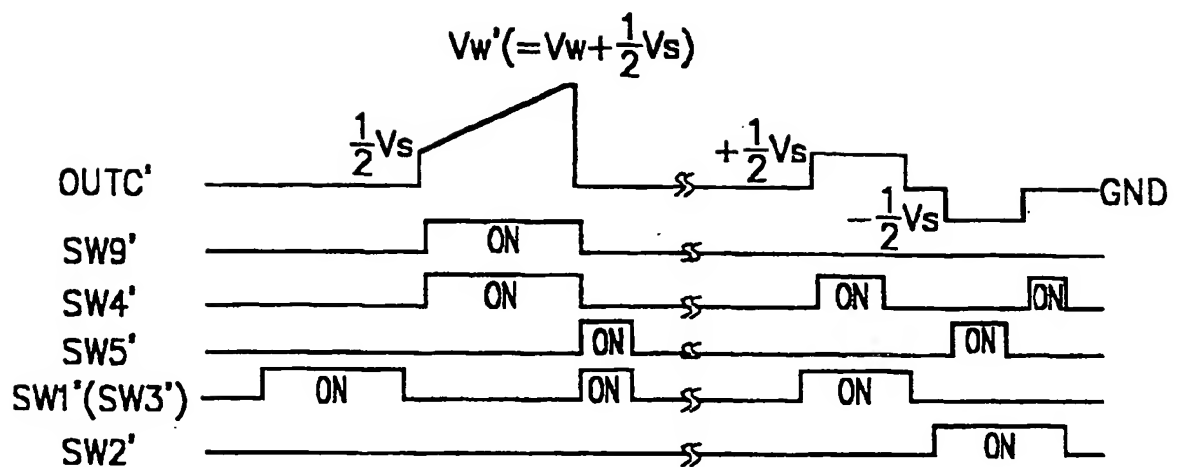 Vw'(=Vw+1/2Vs)
1/2Vs
+1/2Vs
OUTC'
GND
-1/2Vs
SW9'
ON
SW4'
ON
ON
ON
SW5'
ON
ON
SW1'(SW3')
ON
ON
ON
SW2'
ON